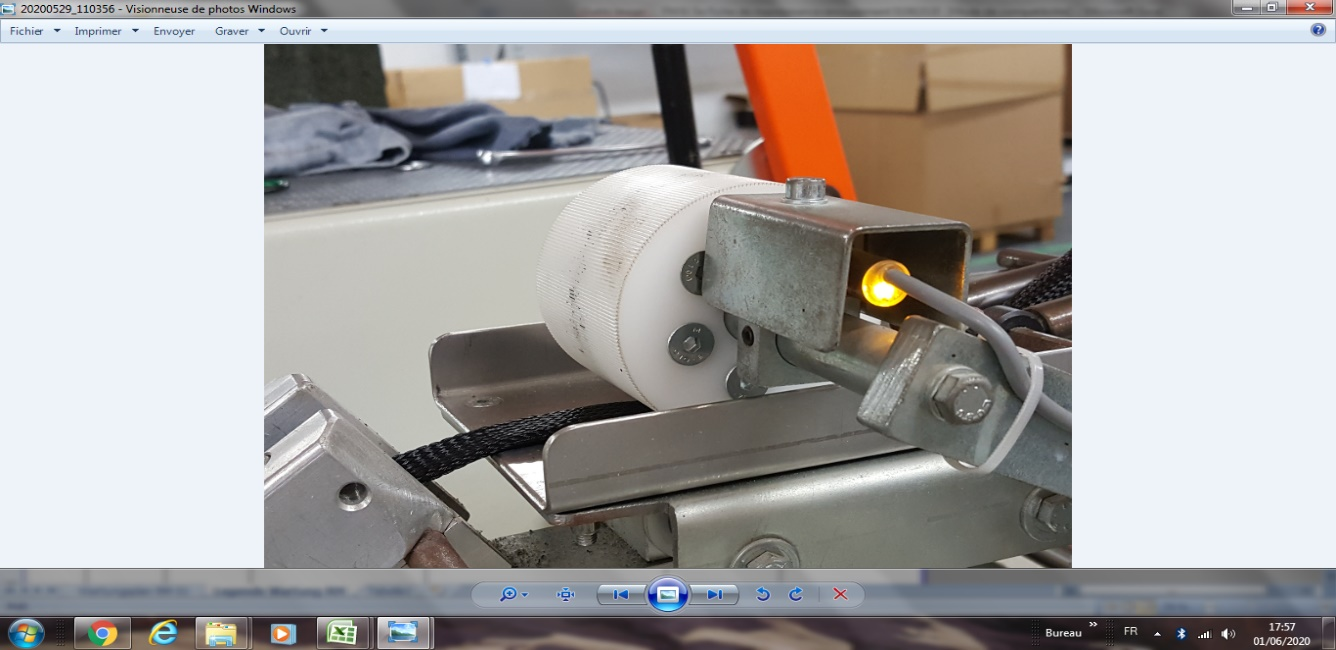 20200529_110356 - Visionneuse de photos Windows
Fichier Imprimer Envoyer Graver Ouvrir
Bureau
FR
17:57
01/06/2020